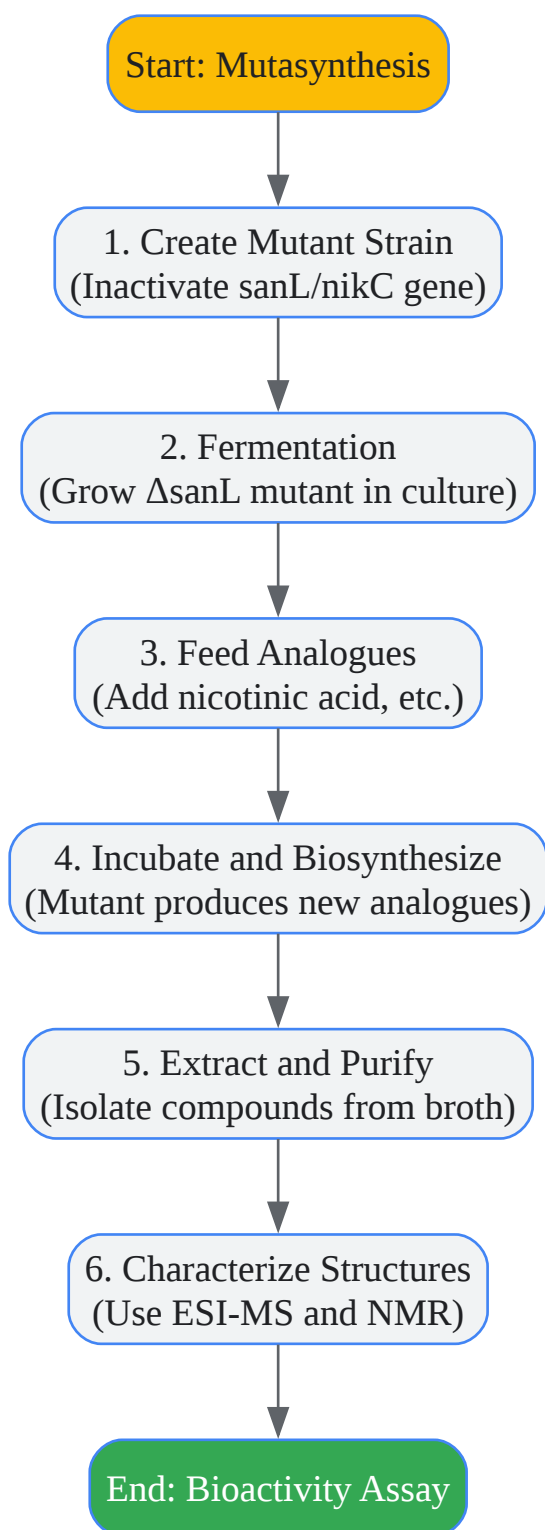 Start: Mutasynthesis
1. Create Mutant Strain
(Inactivate sanL/nikC gene)
2. Fermentation
(Grow ΔsanL mutant in culture)
3. Feed Analogues
(Add nicotinic acid, etc.)
4. Incubate and Biosynthesize
(Mutant produces new analogues)
5. Extract and Purify
(Isolate compounds from broth)
6. Characterize Structures
(Use ESI-MS and NMR)
End: Bioactivity Assay